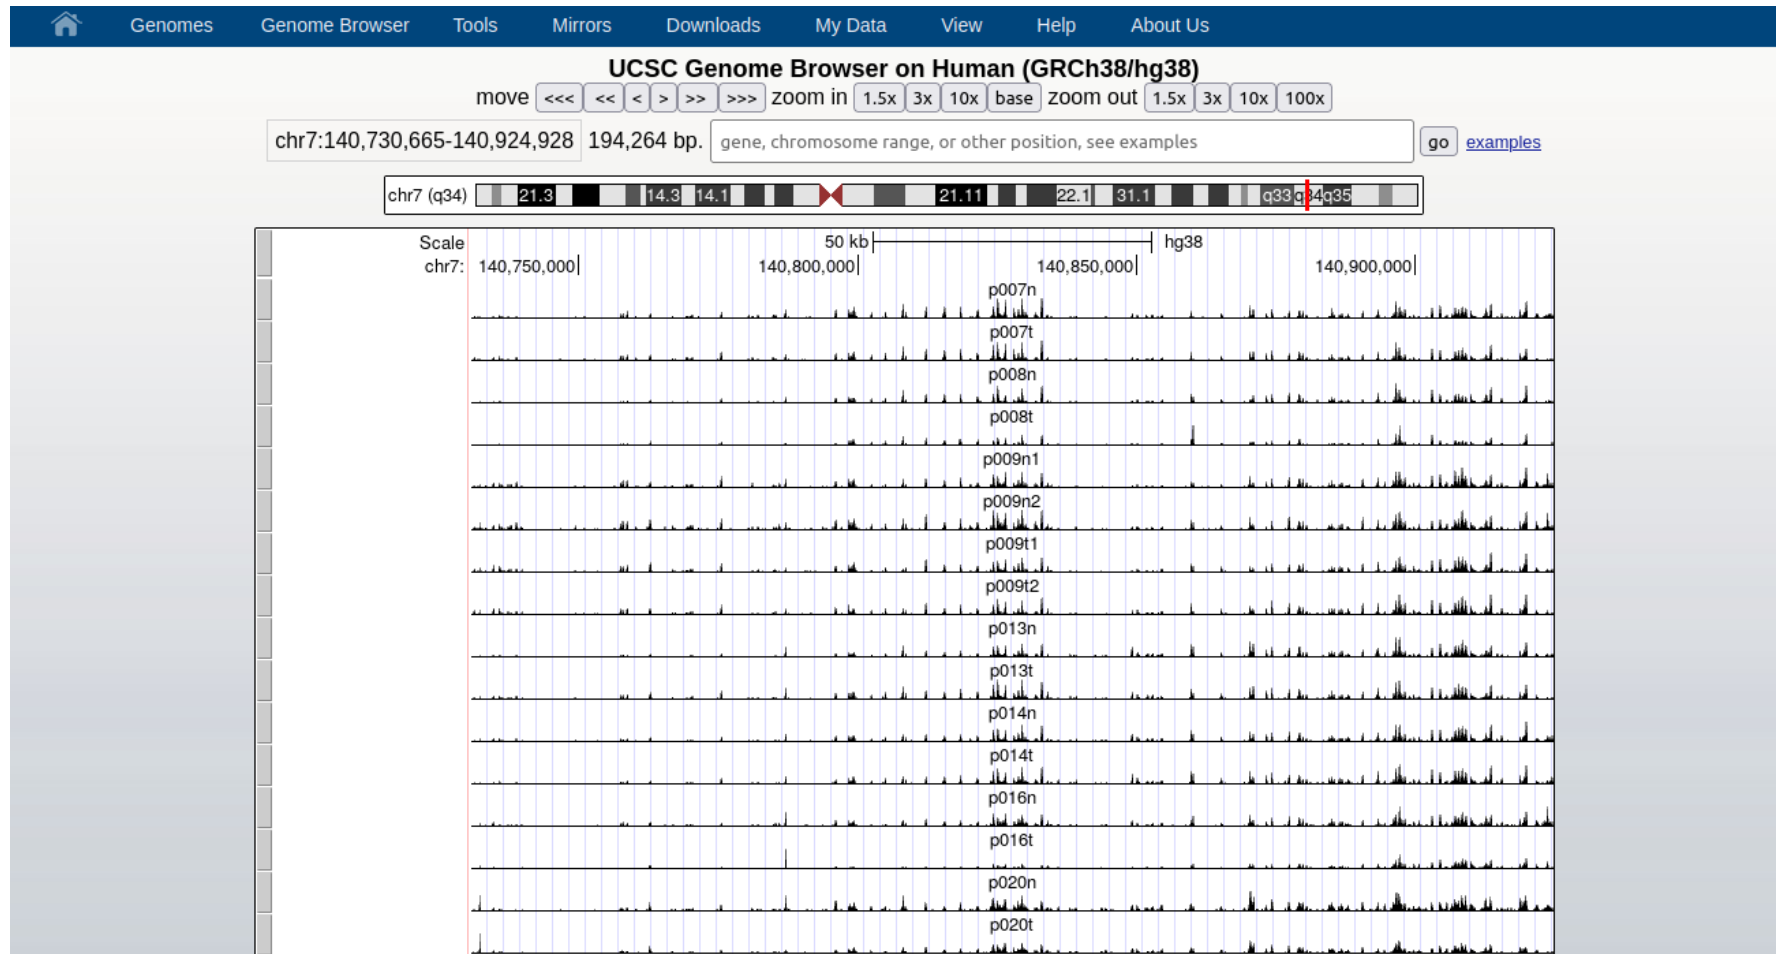 Genomes Genome Browser Tools Mirrors Downloads My Data View Help About Us
UCSC Genome Browser on Human (GRCh38/hg38)
move <<< << < > >> >>> zoom in 1.5x 3x 10x base zoom out 1.5x 3x 10x 100x
chr7:140,730,665-140,924,928 194,264 bp. gene, chromosome range, or other position, see examples go examples
chr7 (q34) 21.3 14.3 14.1 21.11 22.1 31.1 q33 q34 q35
Scale 50 kb hg38
chr7: 140,750,000 140,800,000 140,850,000 140,900,000
p007n
p007t
p008n
p008t
p009n1
p009n2
p009t1
p009t2
p013n
p013t
p014n
p014t
p016n
p016t
p020n
p020t